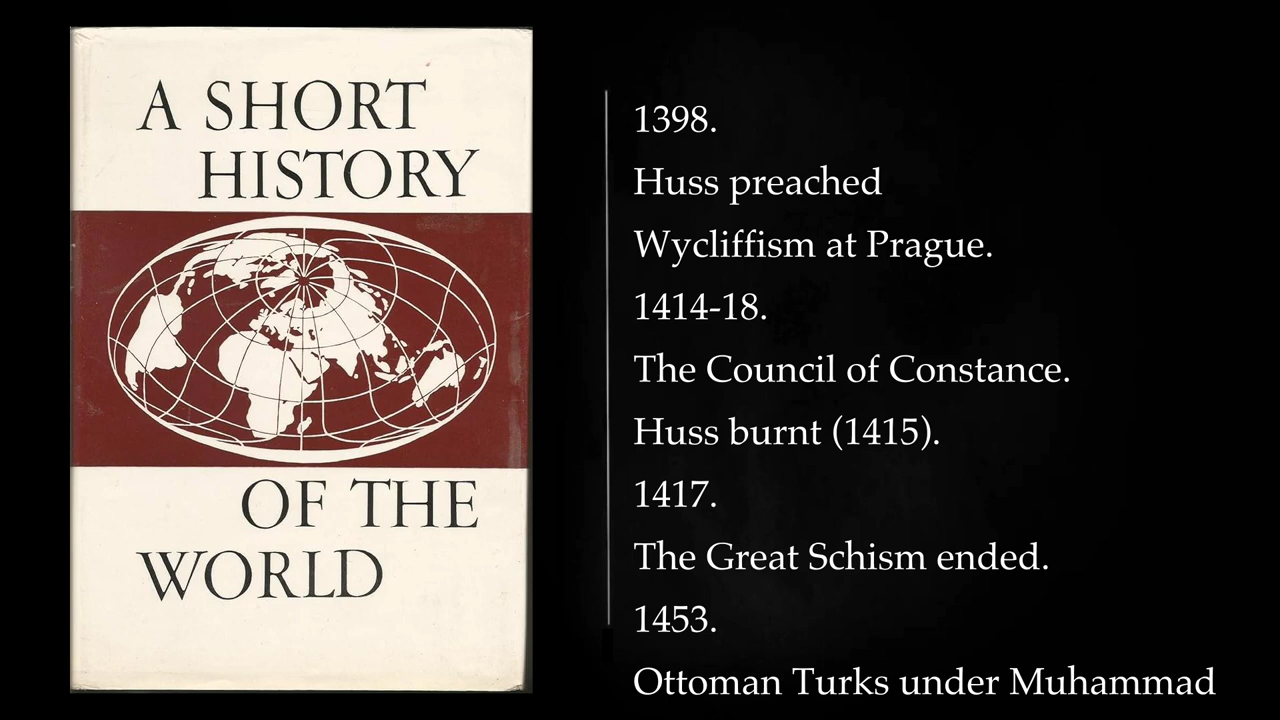 A SHORT
HISTORY
OF THE
WORLD
1398.
Huss preached
Wycliffism at Prague.
1414-18.
The Council of Constance.
Huss burnt (1415).
1417.
The Great Schism ended.
1453.
Ottoman Turks under Muhammad